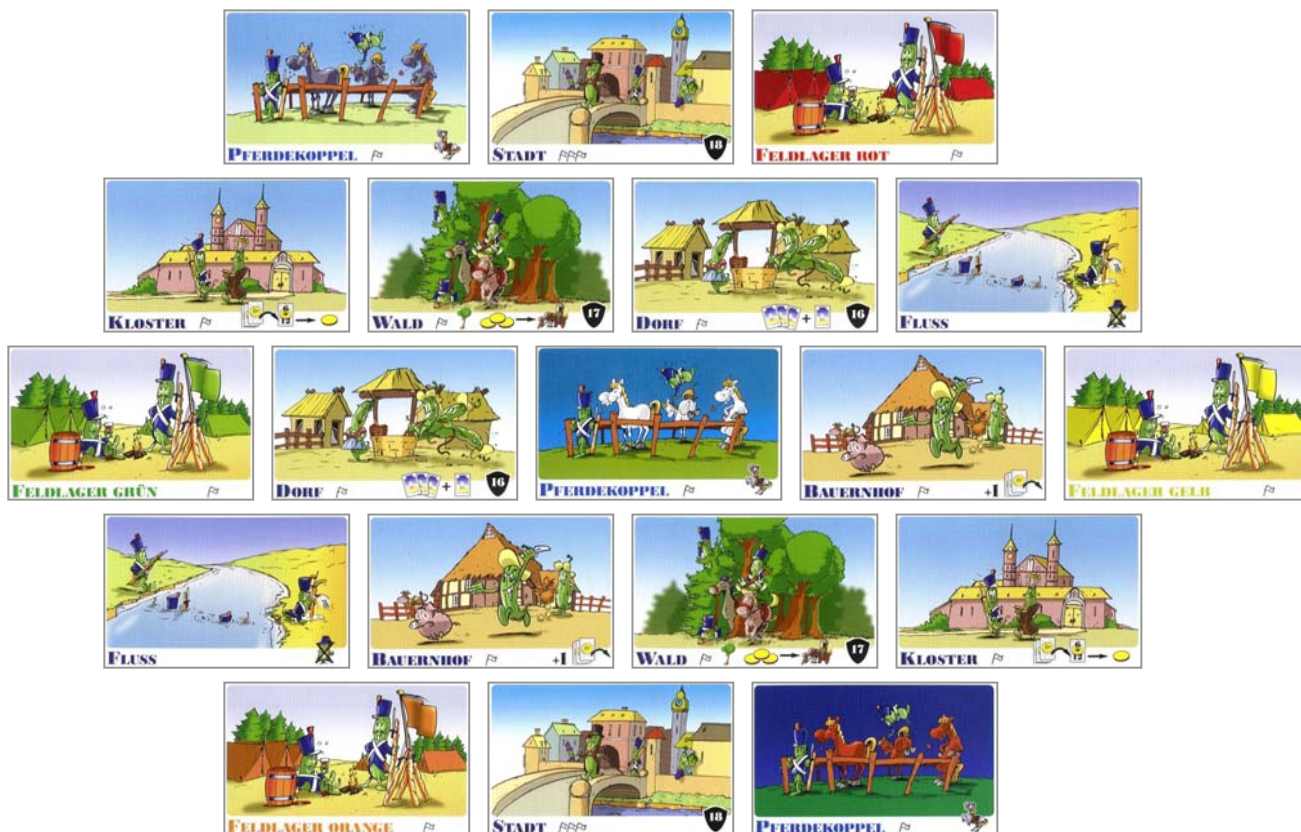 PFERDEKOPPEL
STADT 18
FELDLAGER ROT
KLOSTER
WALD 17
DORF + 16
FLUSS
FELDLAGER GRÜN
DORF + 16
PFERDEKOPPEL
BAUERNHOF +1
FELDLAGER GELB
FLUSS
BAUERNHOF +1
WALD 17
KLOSTER
FELDLAGER ORANGE
STADT 18
PFERDEKOPPEL